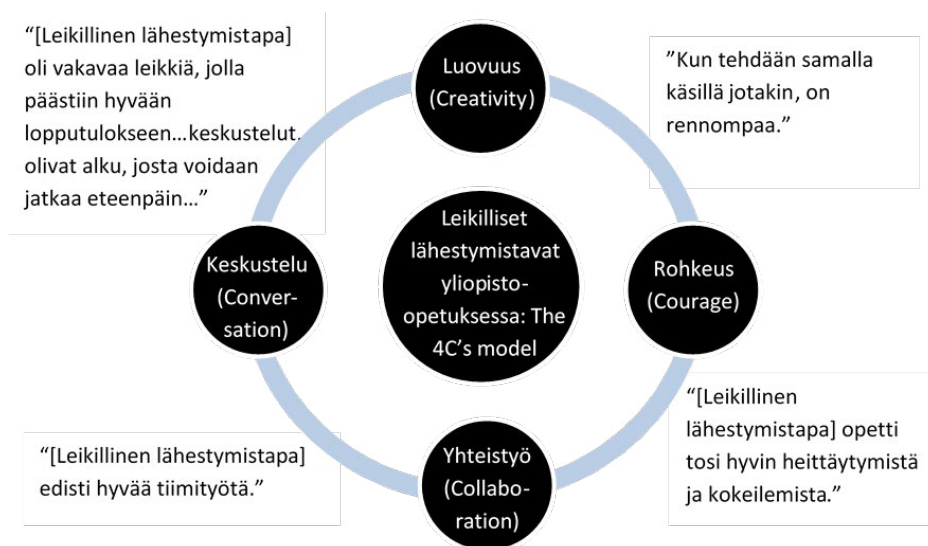 “[Leikillinen lähestymistapa]
oli vakavaa leikkiä, jolla
päästiin hyvään
lopputulokseen…keskustelut
olivat alku, josta voidaan
jatkaa eteenpäin…”
Luovuus
(Creativity)
”Kun tehdään samalla
käsillä jotakin, on
rennompaa.”
Keskustelu
(Conver-
sation)
Leikilliset
lähestymistavat
yliopisto-
opetuksessa: The
4C’s model
Rohkeus
(Courage)
“[Leikillinen lähestymistapa]
edisti hyvää tiimityötä.”
Yhteistyö
(Collabo-
ration)
“[Leikillinen
lähestymistapa] opetti
tosi hyvin heittäytymistä
ja kokeilemista.”